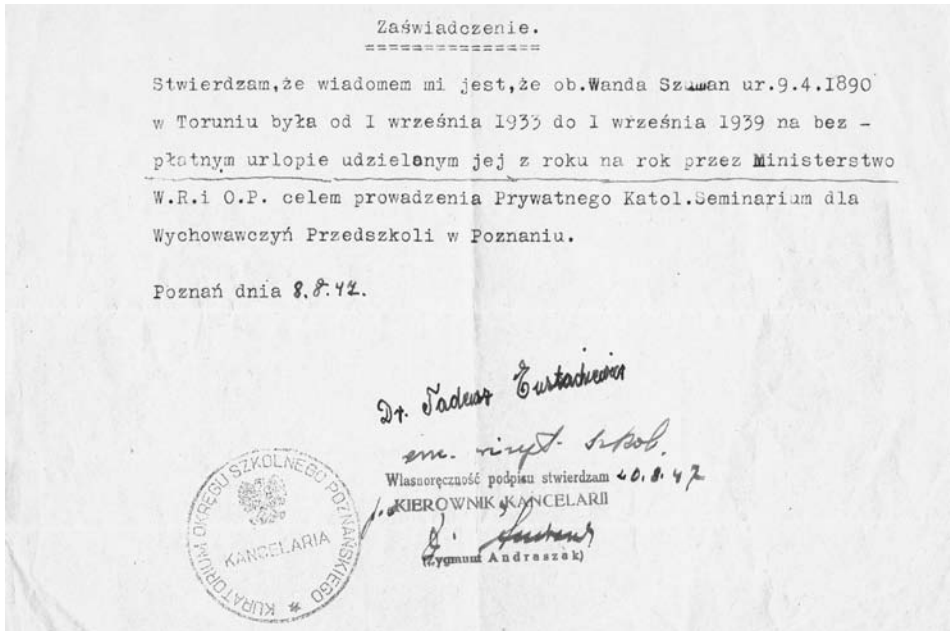 Zaświadczenie.
===============
Stwierdzam,że wiadomem mi jest,że ob.Wanda Szuman ur.9.4.1890
w Toruniu była od I września 1933 do I września 1939 na bez -
płatnym urlopie udzielanym jej z roku na rok przez Ministerstwo
W.R.i O.P. celem prowadzenia Prywatnego Katol.Seminarium dla
Wychowawczyń Przedszkoli w Poznaniu.
Poznań dnia 8.8.47.
Dr. Tadeusz Eustachiewicz
em. wizyt. szkol.
Własnoręczność podpisu stwierdzam 20.8.47
KIEROWNIK KANCELARII
(Zygmunt Andraszak)
KURATORIUM OKRĘGU SZKOLNEGO POZNAŃSKIEGO *
KANCELARIA